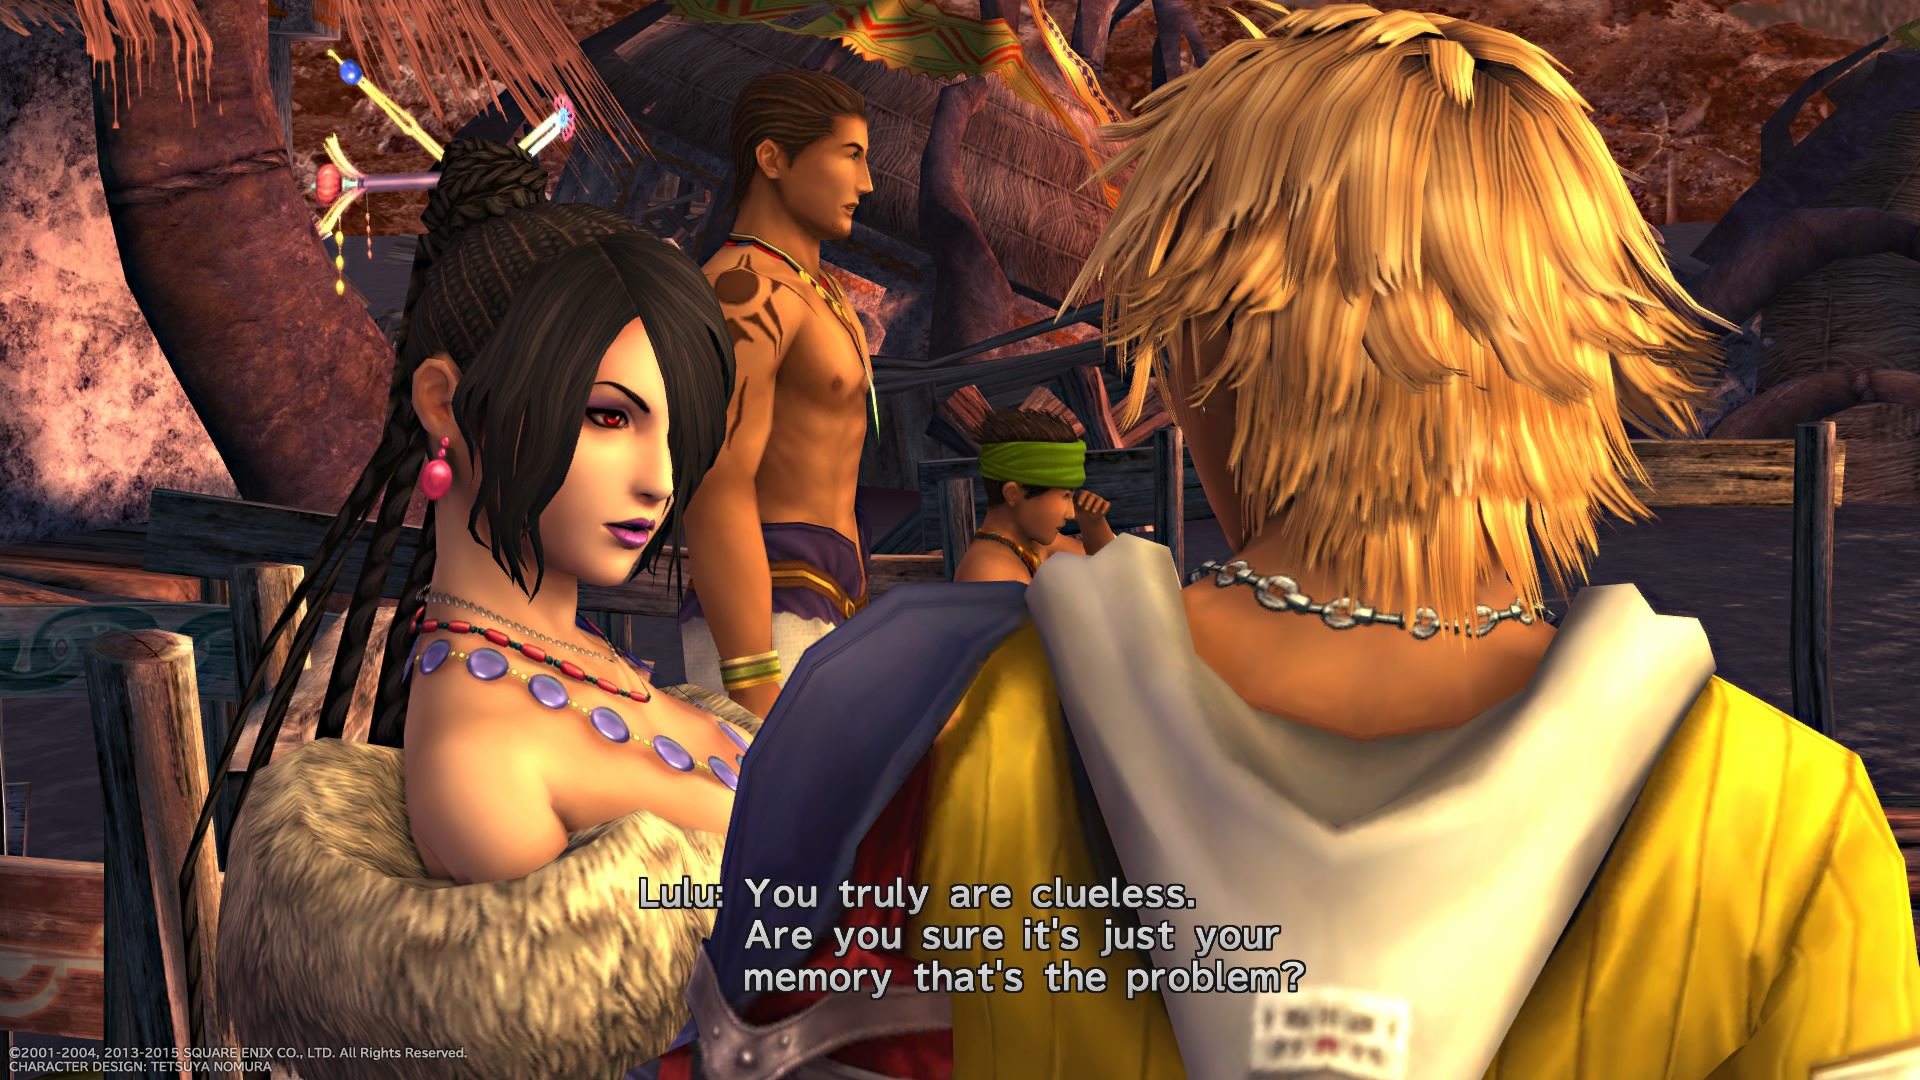 Lulu: You truly are clueless.
Are you sure it's just your
memory that's the problem?
©2001-2004, 2013-2015 SQUARE ENIX CO., LTD. All Rights Reserved.
CHARACTER DESIGN: TETSUYA NOMURA